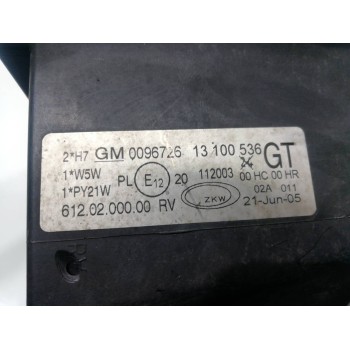 2*H7 GM 0096726 13 100 536 GT
1*W5W PL E12 20 112003 00 HC 00 HR
1*PY21W ZKW 02A 011
612.02.000.00 RV 21-Jun-05